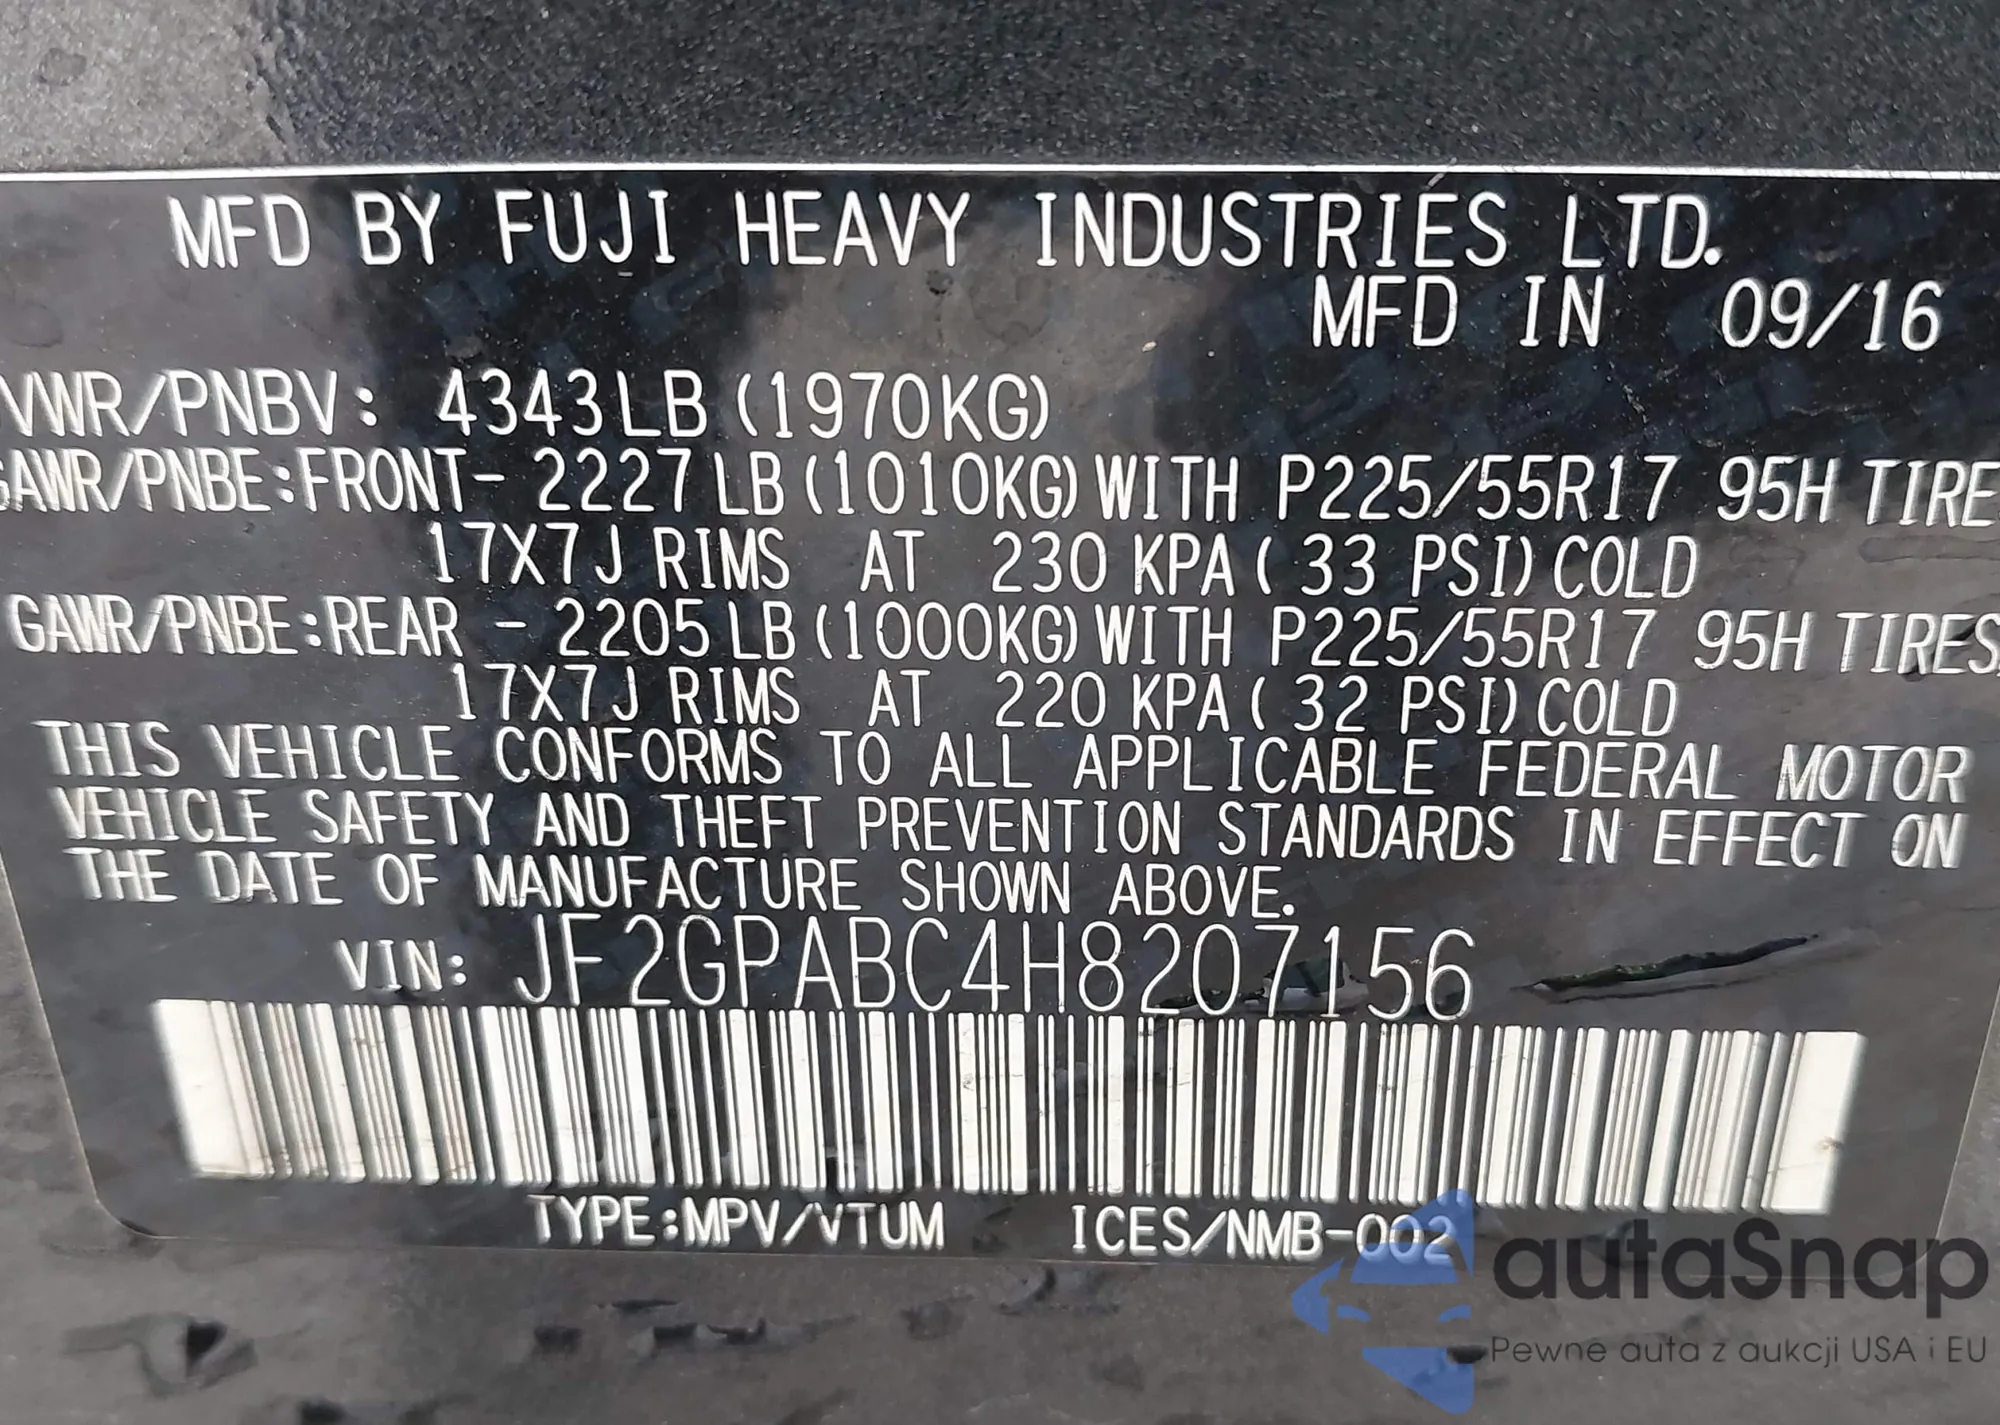 MFD BY FUJI HEAVY INDUSTRIES LTD.
MFD IN 09/16
VWR/PNBV: 4343LB (1970KG)
GAWR/PNBE:FRONT- 2227LB(1010KG)WITH P225/55R17 95H TIRE
17X7J RIMS AT 230 KPA( 33 PSI)COLD
GAWR/PNBE:REAR - 2205LB(1000KG)WITH P225/55R17 95H TIRES
17X7J RIMS AT 220 KPA( 32 PSI)COLD
THIS VEHICLE CONFORMS TO ALL APPLICABLE FEDERAL MOTOR
VEHICLE SAFETY AND THEFT PREVENTION STANDARDS IN EFFECT ON
THE DATE OF MANUFACTURE SHOWN ABOVE.
VIN: JF2GPABC4H8207156
TYPE:MPV/VTUM ICES/NMB-002
autaSnap
Pewne auta z aukcji USA i EU